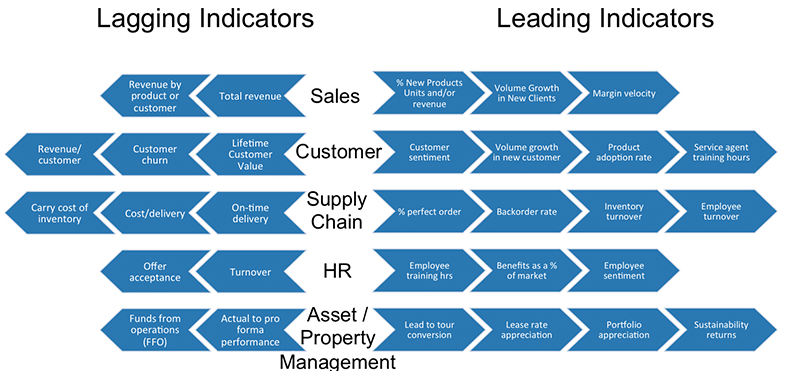 Lagging Indicators
Leading Indicators
Revenue by
product or
customer
Total revenue
Sales
% New Products
Units and/or
revenue
Volume Growth
in New Clients
Margin velocity
Revenue/
customer
Customer
churn
Lifetime
Customer
Value
Customer
Customer
sentiment
Volume growth
in new customer
Product
adoption rate
Service agent
training hours
Carry cost of
inventory
Cost/delivery
On-time
delivery
Supply
Chain
% perfect order
Backorder rate
Inventory
turnover
Employee
turnover
Offer
acceptance
Turnover
HR
Employee
training hrs
Benefits as a %
of market
Employee
sentiment
Funds from
operations
(FFO)
Actual to pro
forma
performance
Asset /
Property
Management
Lead to tour
conversion
Lease rate
appreciation
Portfolio
appreciation
Sustainability
returns